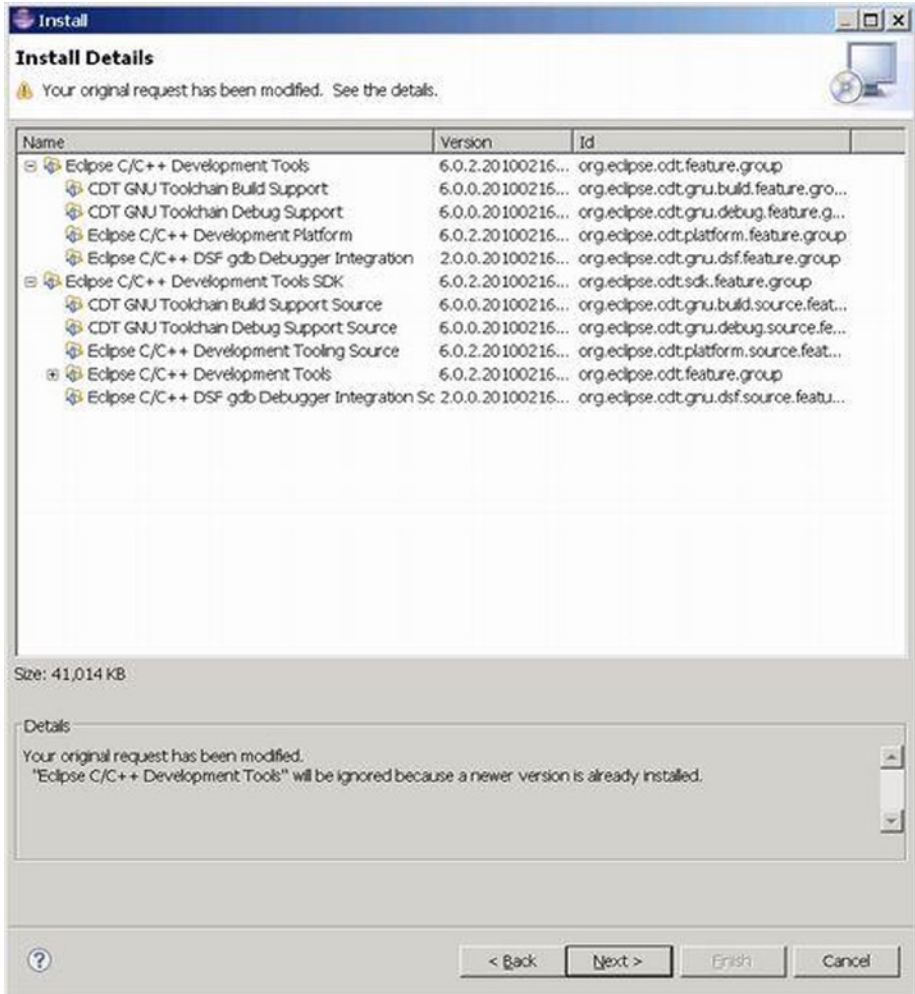 Install
Install Details
Your original request has been modified. See the details.
Name Version Id
Eclipse C/C++ Development Tools 6.0.2.20100216... org.eclipse.cdt.feature.group
CDT GNU Toolchain Build Support 6.0.0.20100216... org.eclipse.cdt.gnu.build.feature.gro...
CDT GNU Toolchain Debug Support 6.0.0.20100216... org.eclipse.cdt.gnu.debug.feature.g...
Eclipse C/C++ Development Platform 6.0.2.20100216... org.eclipse.cdt.platform.feature.group
Eclipse C/C++ DSF gdb Debugger Integration 2.0.0.20100216... org.eclipse.cdt.gnu.dsf.feature.group
Eclipse C/C++ Development Tools SDK 6.0.2.20100216... org.eclipse.cdt.sdk.feature.group
CDT GNU Toolchain Build Support Source 6.0.0.20100216... org.eclipse.cdt.gnu.build.source.feat...
CDT GNU Toolchain Debug Support Source 6.0.0.20100216... org.eclipse.cdt.gnu.debug.source.fe...
Eclipse C/C++ Development Tooling Source 6.0.2.20100216... org.eclipse.cdt.platform.source.feat...
Eclipse C/C++ Development Tools 6.0.2.20100216... org.eclipse.cdt.feature.group
Eclipse C/C++ DSF gdb Debugger Integration Sc 2.0.0.20100216... org.eclipse.cdt.gnu.dsf.source.featu...
Size: 41,014 KB
Details
Your original request has been modified.
"Eclipse C/C++ Development Tools" will be ignored because a newer version is already installed.
< Back Next > Finish Cancel